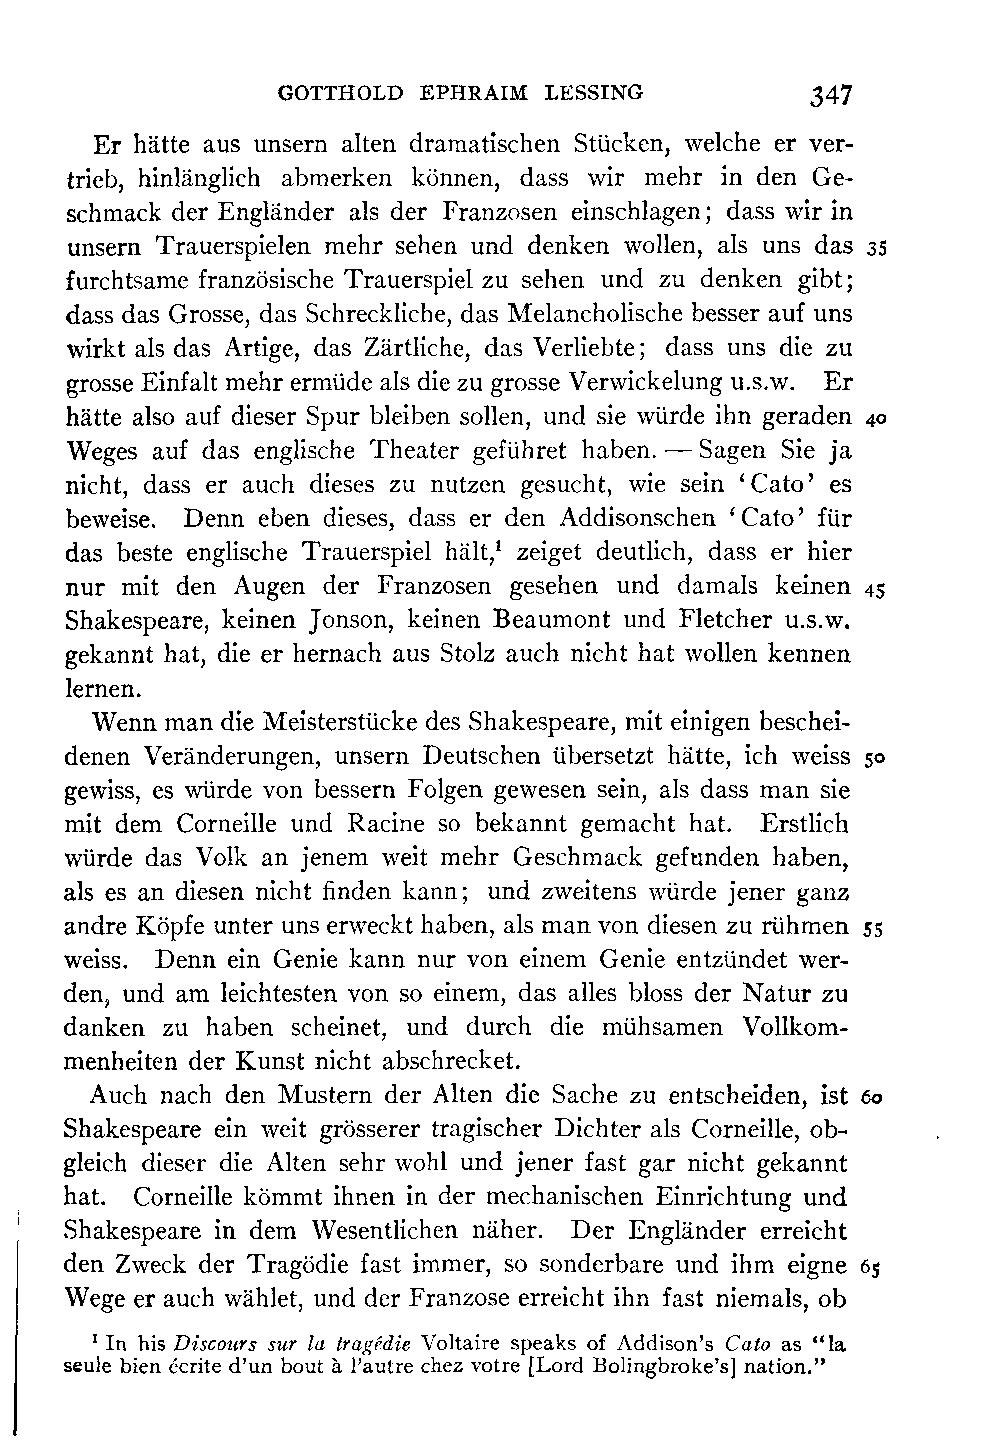 GOTTHOLD EPHRAIM LESSING 347
Er hätte aus unsern alten dramatischen Stücken, welche er ver-
trieb, hinlänglich abmerken können, dass wir mehr in den Ge-
schmack der Engländer als der Franzosen einschlagen; dass wir in
unsern Trauerspielen mehr sehen und denken wollen, als uns das 35
furchtsame französische Trauerspiel zu sehen und zu denken gibt;
dass das Grosse, das Schreckliche, das Melancholische besser auf uns
wirkt als das Artige, das Zärtliche, das Verliebte; dass uns die zu
grosse Einfalt mehr ermüde als die zu grosse Verwickelung u.s.w. Er
hätte also auf dieser Spur bleiben sollen, und sie würde ihn geraden 40
Weges auf das englische Theater geführet haben. — Sagen Sie ja
nicht, dass er auch dieses zu nutzen gesucht, wie sein ‘Cato’ es
beweise. Denn eben dieses, dass er den Addisonschen ‘Cato’ für
das beste englische Trauerspiel hält,¹ zeiget deutlich, dass er hier
nur mit den Augen der Franzosen gesehen und damals keinen 45
Shakespeare, keinen Jonson, keinen Beaumont und Fletcher u.s.w.
gekannt hat, die er hernach aus Stolz auch nicht hat wollen kennen
lernen.
Wenn man die Meisterstücke des Shakespeare, mit einigen beschei-
denen Veränderungen, unsern Deutschen übersetzt hätte, ich weiss 50
gewiss, es würde von bessern Folgen gewesen sein, als dass man sie
mit dem Corneille und Racine so bekannt gemacht hat. Erstlich
würde das Volk an jenem weit mehr Geschmack gefunden haben,
als es an diesen nicht finden kann; und zweitens würde jener ganz
andre Köpfe unter uns erweckt haben, als man von diesen zu rühmen 55
weiss. Denn ein Genie kann nur von einem Genie entzündet wer-
den, und am leichtesten von so einem, das alles bloss der Natur zu
danken zu haben scheinet, und durch die mühsamen Vollkom-
menheiten der Kunst nicht abschrecket.
Auch nach den Mustern der Alten die Sache zu entscheiden, ist 60
Shakespeare ein weit grösserer tragischer Dichter als Corneille, ob-
gleich dieser die Alten sehr wohl und jener fast gar nicht gekannt
hat. Corneille kömmt ihnen in der mechanischen Einrichtung und
Shakespeare in dem Wesentlichen näher. Der Engländer erreicht
den Zweck der Tragödie fast immer, so sonderbare und ihm eigne 65
Wege er auch wählet, und der Franzose erreicht ihn fast niemals, ob
¹ In his Discours sur la tragédie Voltaire speaks of Addison's Cato as “la
seule bien écrite d'un bout à l'autre chez votre [Lord Bolingbroke's] nation.”